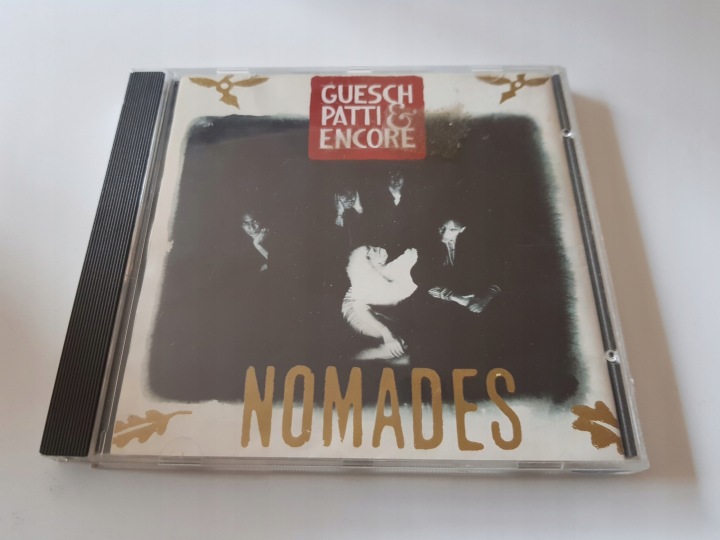 GUESCH
PATTI &
ENCORE
NOMADES